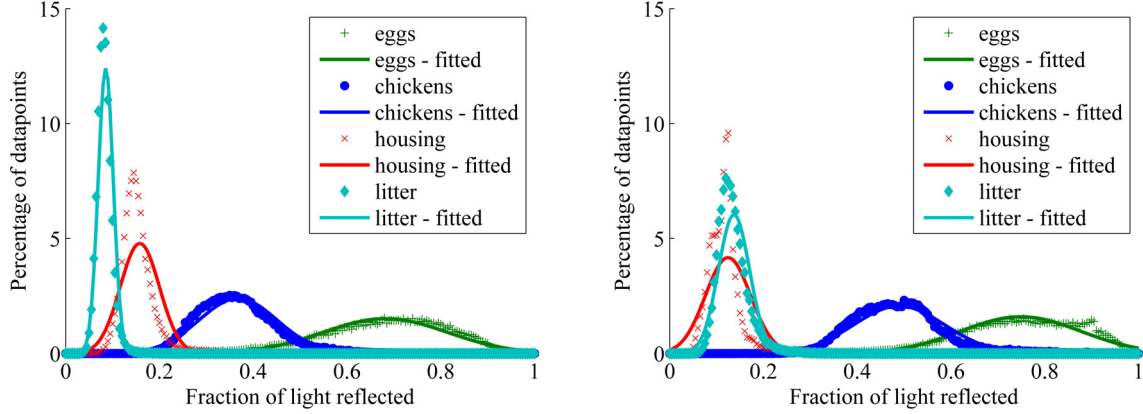 15
10
5
0
Percentage of datapoints
0 0.2 0.4 0.6 0.8 1
Fraction of light reflected
eggs
eggs - fitted
chickens
chickens - fitted
housing
housing - fitted
litter
litter - fitted
15
10
5
0
Percentage of datapoints
0 0.2 0.4 0.6 0.8 1
Fraction of light reflected
eggs
eggs - fitted
chickens
chickens - fitted
housing
housing - fitted
litter
litter - fitted